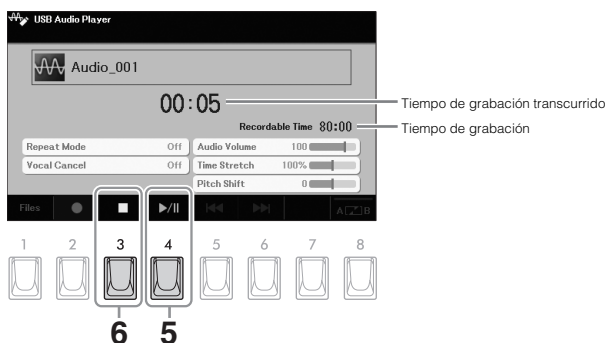 USB Audio Player
Audio_001
00:05
Tiempo de grabación transcurrido
Recordable Time 80:00
Tiempo de grabación
Repeat Mode Off
Audio Volume 100
Vocal Cancel Off
Time Stretch 100%
Pitch Shift 0
Files
A B
1 2 3 4 5 6 7 8
6 5